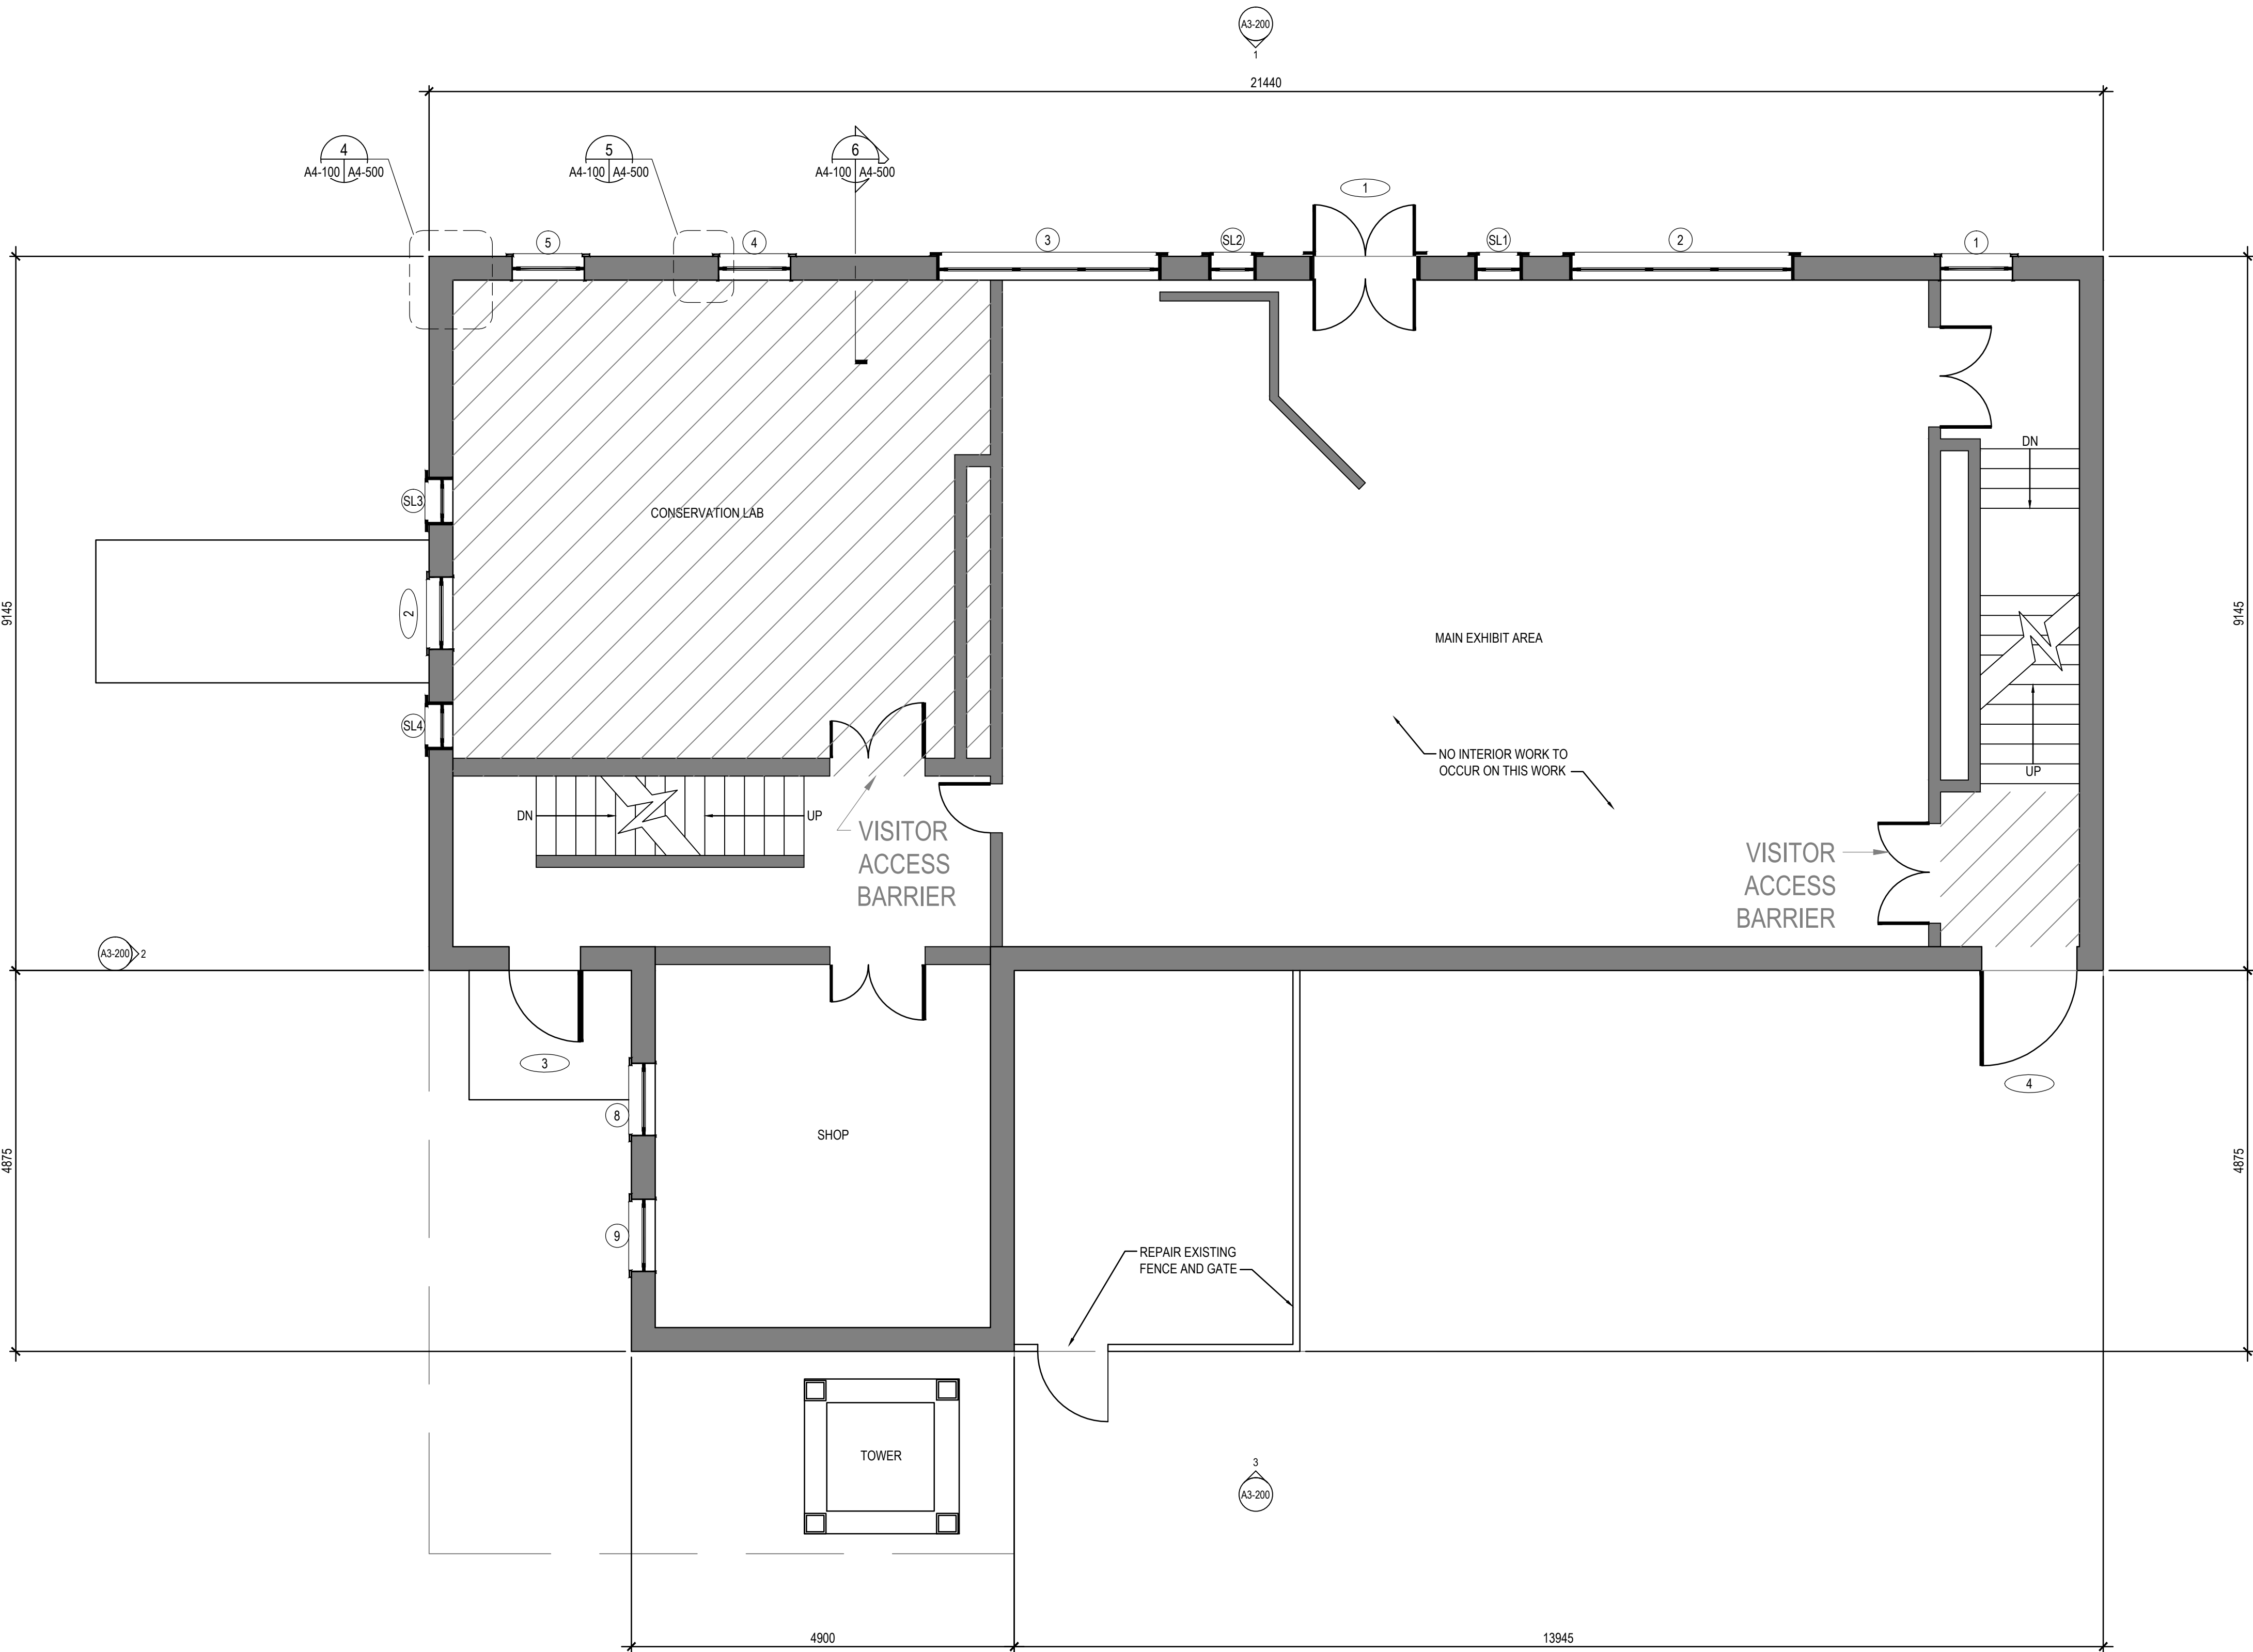 A3-200
1
21440
4
A4-100 A4-500
5
A4-100 A4-500
6
A4-100 A4-500
1
5
4
3
SL2
SL1
2
1
DN
SL3
CONSERVATION LAB
9145
2
9145
MAIN EXHIBIT AREA
SL4
NO INTERIOR WORK TO
OCCUR ON THIS WORK
UP
DN
UP
VISITOR
ACCESS
BARRIER
VISITOR
ACCESS
BARRIER
A3-200 2
3
4
8
SHOP
4875
4875
9
REPAIR EXISTING
FENCE AND GATE
TOWER
3
A3-200
4900
13945